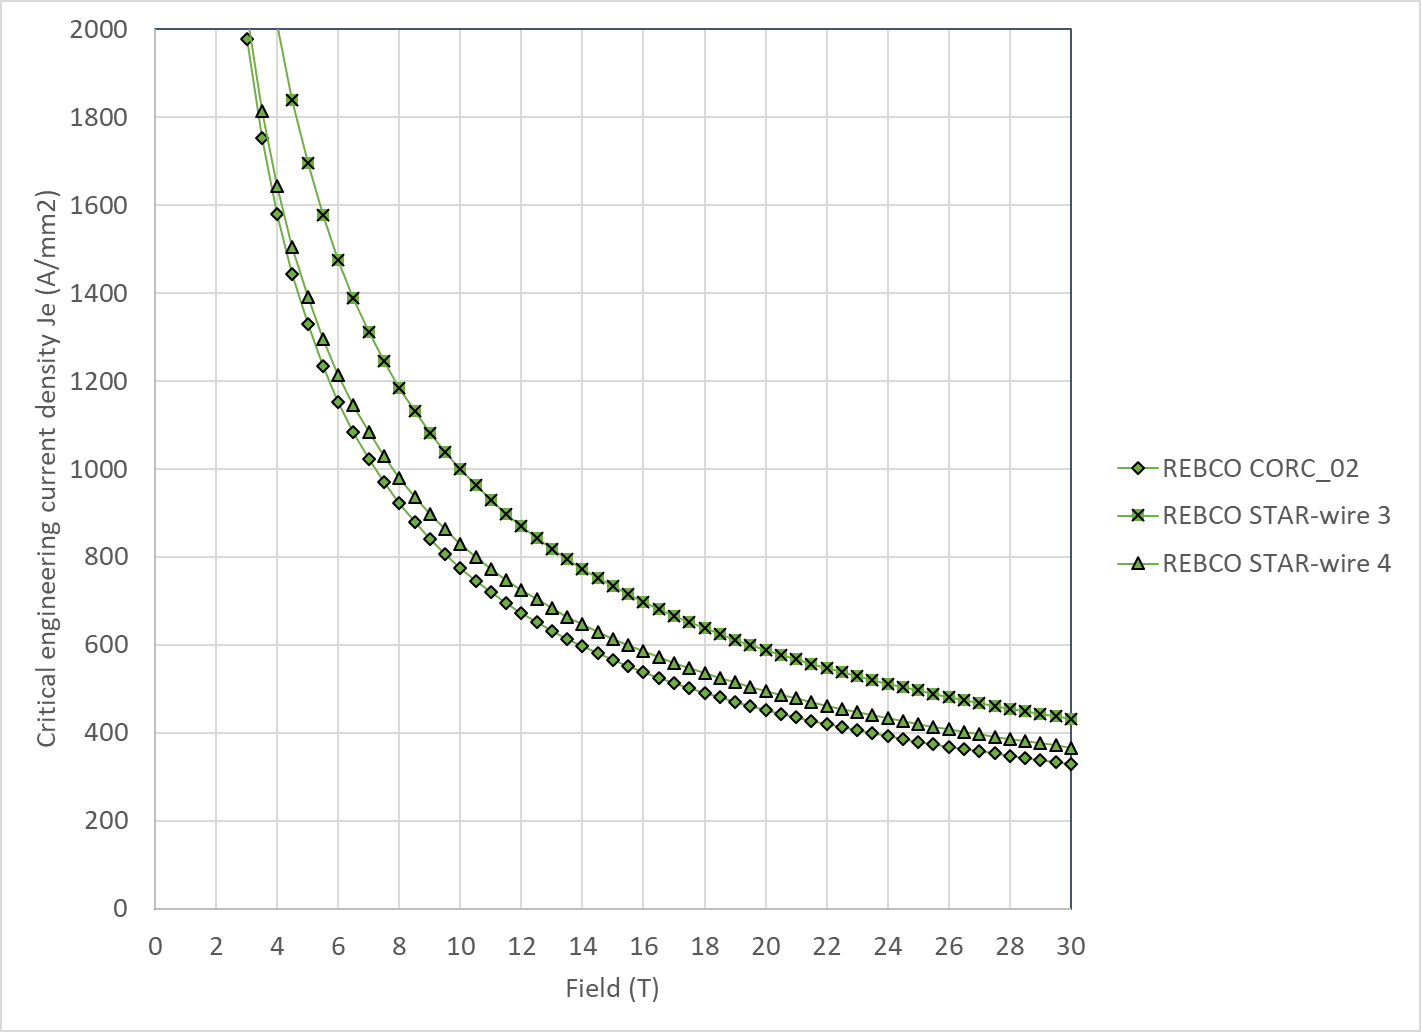 2000
1800
1600
1400
1200
1000
800
600
400
200
0
Critical engineering current density Je (A/mm2)
0 2 4 6 8 10 12 14 16 18 20 22 24 26 28 30
Field (T)
REBCO CORC_02
REBCO STAR-wire 3
REBCO STAR-wire 4